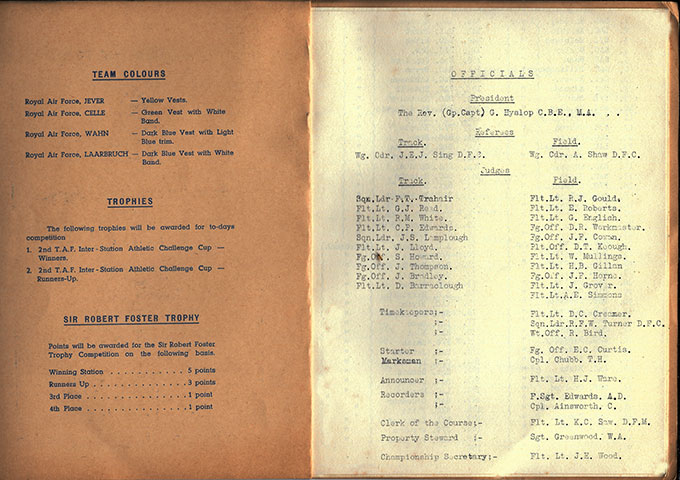 TEAM COLOURS
Royal Air Force, JEVER — Yellow Vests.
Royal Air Force, CELLE — Green Vest with White
Band.
Royal Air Force, WAHN — Dark Blue Vest with Light
Blue trim.
Royal Air Force, LAARBRUCH — Dark Blue Vest with White
Band.
TROPHIES
The following trophies will be awarded for to-days
competition
1. 2nd T.A.F. Inter-Station Athletic Challenge Cup —
Winners.
2. 2nd T.A.F. Inter-Station Athletic Challenge Cup —
Runners-Up.
SIR ROBERT FOSTER TROPHY
Points will be awarded for the Sir Robert Foster
Trophy Competition on the following basis.
Winning Station . . . . . . . . . . . 5 points
Runners Up . . . . . . . . . . . . . . 3 points
3rd Place . . . . . . . . . . . . . . . 1 point
4th Place . . . . . . . . . . . . . . . 1 point
OFFICIALS
President
The Rev. (Gp.Capt) G. Hyslop C.B.E., M.A. . .
Referees
Track. Field.
Wg. Cdr. J.E.J. Sing D.F.C. Wg. Cdr. A. Shaw D.F.C.
Judges
Track. Field.
Sqn.Ldr F.T. Trahair Flt.Lt. R.J. Gould.
Flt.Lt. G.J. Reed. Flt.Lt. E. Roberts.
Flt.Lt. R.N. White. Flt.Lt. G. English.
Flt.Lt. C.P. Edwards. Fg.Off. D.R. Workmaster.
Sqn.Ldr. J.S. Lamplough Fg.Off. J.P. Coman.
Flt.Lt. J. Lloyd. Flt.Off. D.T. Keough.
Fg.Off. S. Howard. Flt.Lt. W. Mullings.
Fg.Off. J. Thompson. Flt.Lt. H.B. Gillan
Fg.Off. J. Bradley. Fg.Off. J.P. Horne.
Flt.Lt. D. Barraclough Flt.Lt. J. Grover.
Flt.Lt.A.E. Simmons
Timekeepers:- Flt.Lt. D.C. Creamer.
:- Sqn.Ldr.R.F.W. Turner D.F.C.
:- Wt.Off. R. Bird.
Starter :- Fg. Off. E.C. Curtis.
Marksman :- Cpl. Chubb. T.H.
Announcer :- Flt. Lt. H.J. Ware.
Recorders :- F.Sgt. Edwards, A.D.
:- Cpl. Ainsworth, C.
Clerk of the Course:- Flt. Lt. K.C. Saw. D.F.M.
Property Steward :- Sgt. Greenwood, W.A.
Championship Secretary:- Flt. Lt. J.E. Wood.